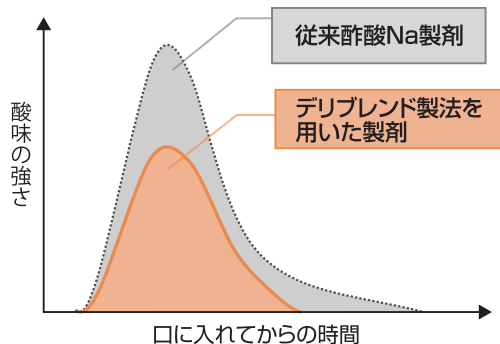 従来酢酸Na製剤
デリブレンド製法を
用いた製剤
酸味の強さ
口に入れてからの時間